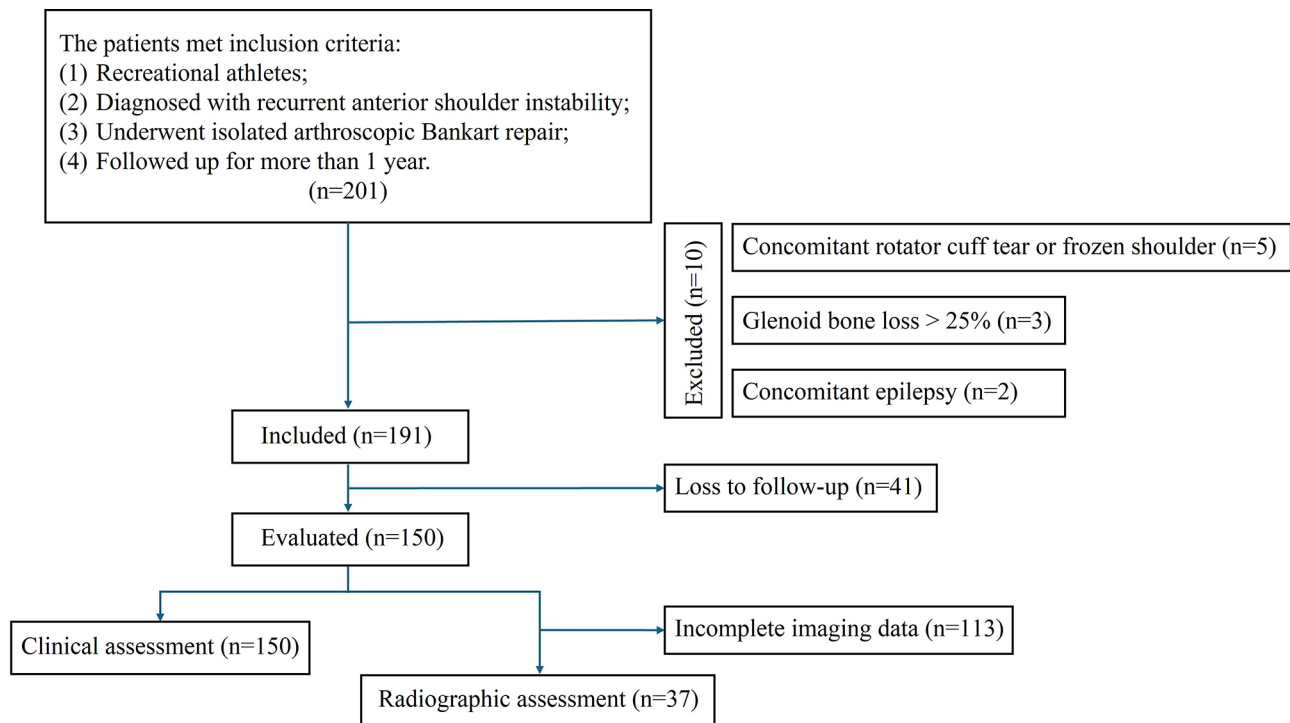 The patients met inclusion criteria:
(1) Recreational athletes;
(2) Diagnosed with recurrent anterior shoulder instability;
(3) Underwent isolated arthroscopic Bankart repair;
(4) Followed up for more than 1 year.
(n=201)
Excluded (n=10)
Concomitant rotator cuff tear or frozen shoulder (n=5)
Glenoid bone loss > 25% (n=3)
Concomitant epilepsy (n=2)
Included (n=191)
Loss to follow-up (n=41)
Evaluated (n=150)
Clinical assessment (n=150)
Incomplete imaging data (n=113)
Radiographic assessment (n=37)